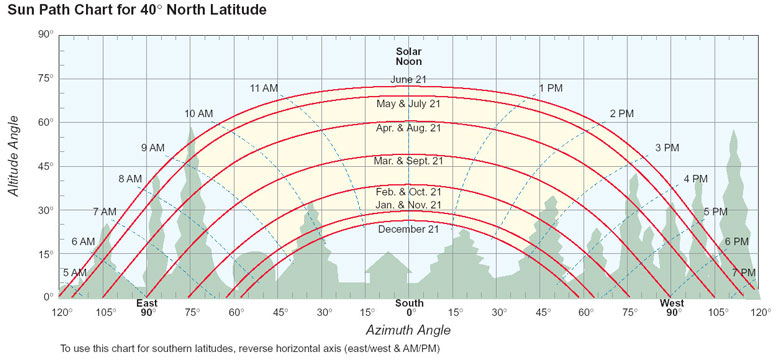 Sun Path Chart for 40° North Latitude
90°
75°
60°
45°
30°
15°
0°
Altitude Angle
Solar
Noon
June 21
May & July 21
Apr. & Aug. 21
Mar. & Sept. 21
Feb. & Oct. 21
Jan. & Nov. 21
December 21
11 AM
10 AM
9 AM
8 AM
7 AM
6 AM
5 AM
1 PM
2 PM
3 PM
4 PM
5 PM
6 PM
7 PM
120° 105° 90° 75° 60° 45° 30° 15° 0° 15° 30° 45° 60° 75° 90° 105° 120°
East South West
Azimuth Angle
To use this chart for southern latitudes, reverse horizontal axis (east/west & AM/PM)